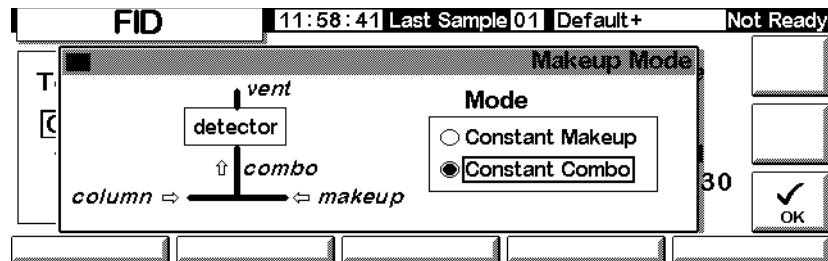 FID
11:58:41 Last Sample 01 Default+ Not Ready
Makeup Mode
vent
detector
combo
column ⇨ ⇦ makeup
Mode
Constant Makeup
Constant Combo
30
OK